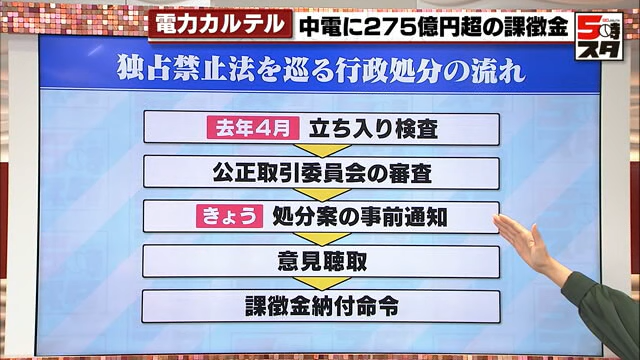 電力カルテル 中電に275億円超の課徴金
5時
スタ
独占禁止法を巡る行政処分の流れ
去年4月 立ち入り検査
公正取引委員会の審査
きょう 処分案の事前通知
意見聴取
課徴金納付命令